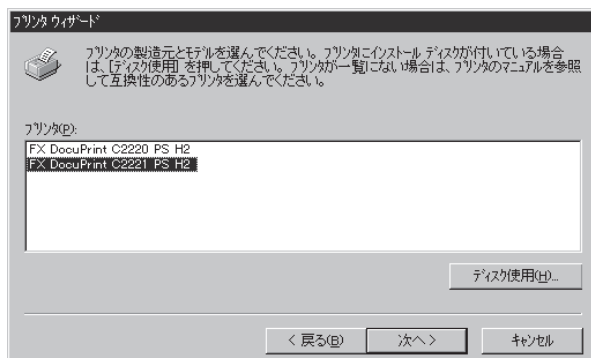 プリンタ ウィザード
プリンタの製造元とモデルを選んでください。プリンタにインストール ディスクが付いている場合
は、[ディスク使用] を押してください。プリンタが一覧にない場合は、プリンタのマニュアルを参照
して互換性のあるプリンタを選んでください。
プリンタ(P):
FX DocuPrint C2220 PS H2
FX DocuPrint C2221 PS H2
ディスク使用(H)...
< 戻る(B)
次へ >
キャンセル